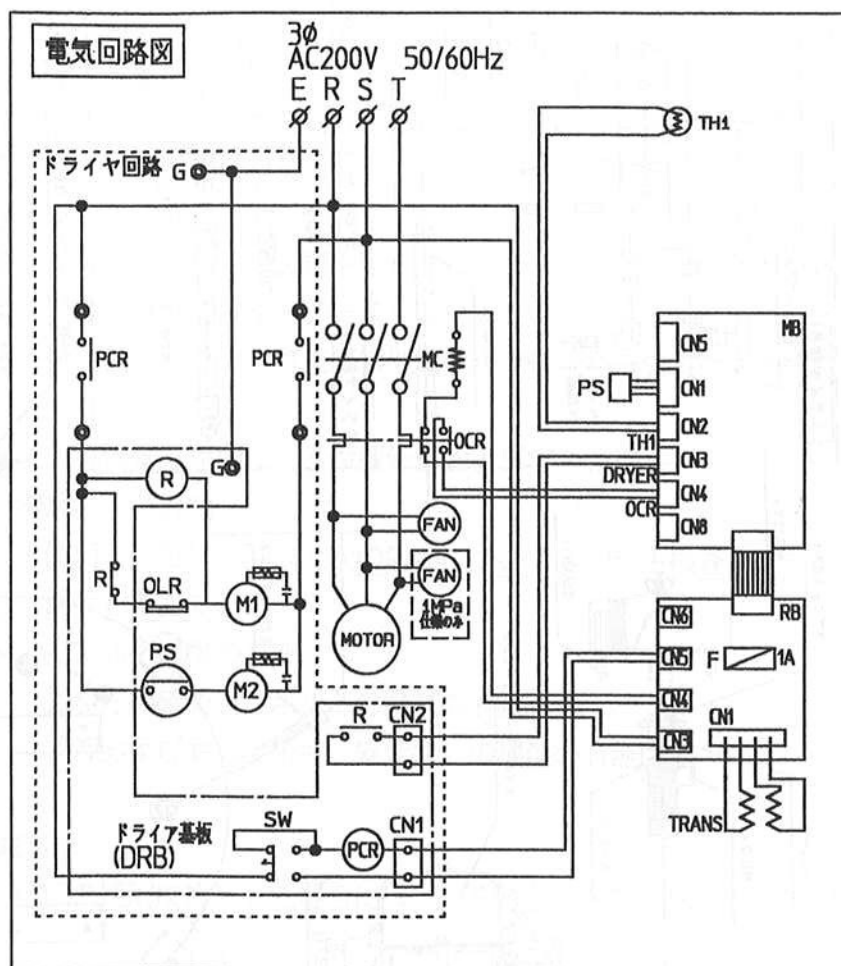 電気回路図
3Ø
AC200V 50/60Hz
E R S T
TH1
ドライヤ回路 G
PCR
PCR
MC
OCR
MB
CN5
PS
CN1
CN2
TH1
CN3
DRYER
CN4
OCR
CN8
R
G
FAN
FAN
1MPa
仕様のみ
R
OLR
M1
MOTOR
PS
M2
RB
CN6
CN5
F
1A
CN4
CN1
CN3
TRANS
R
CN2
SW
ドライア基板
(DRB)
PCR
CN1